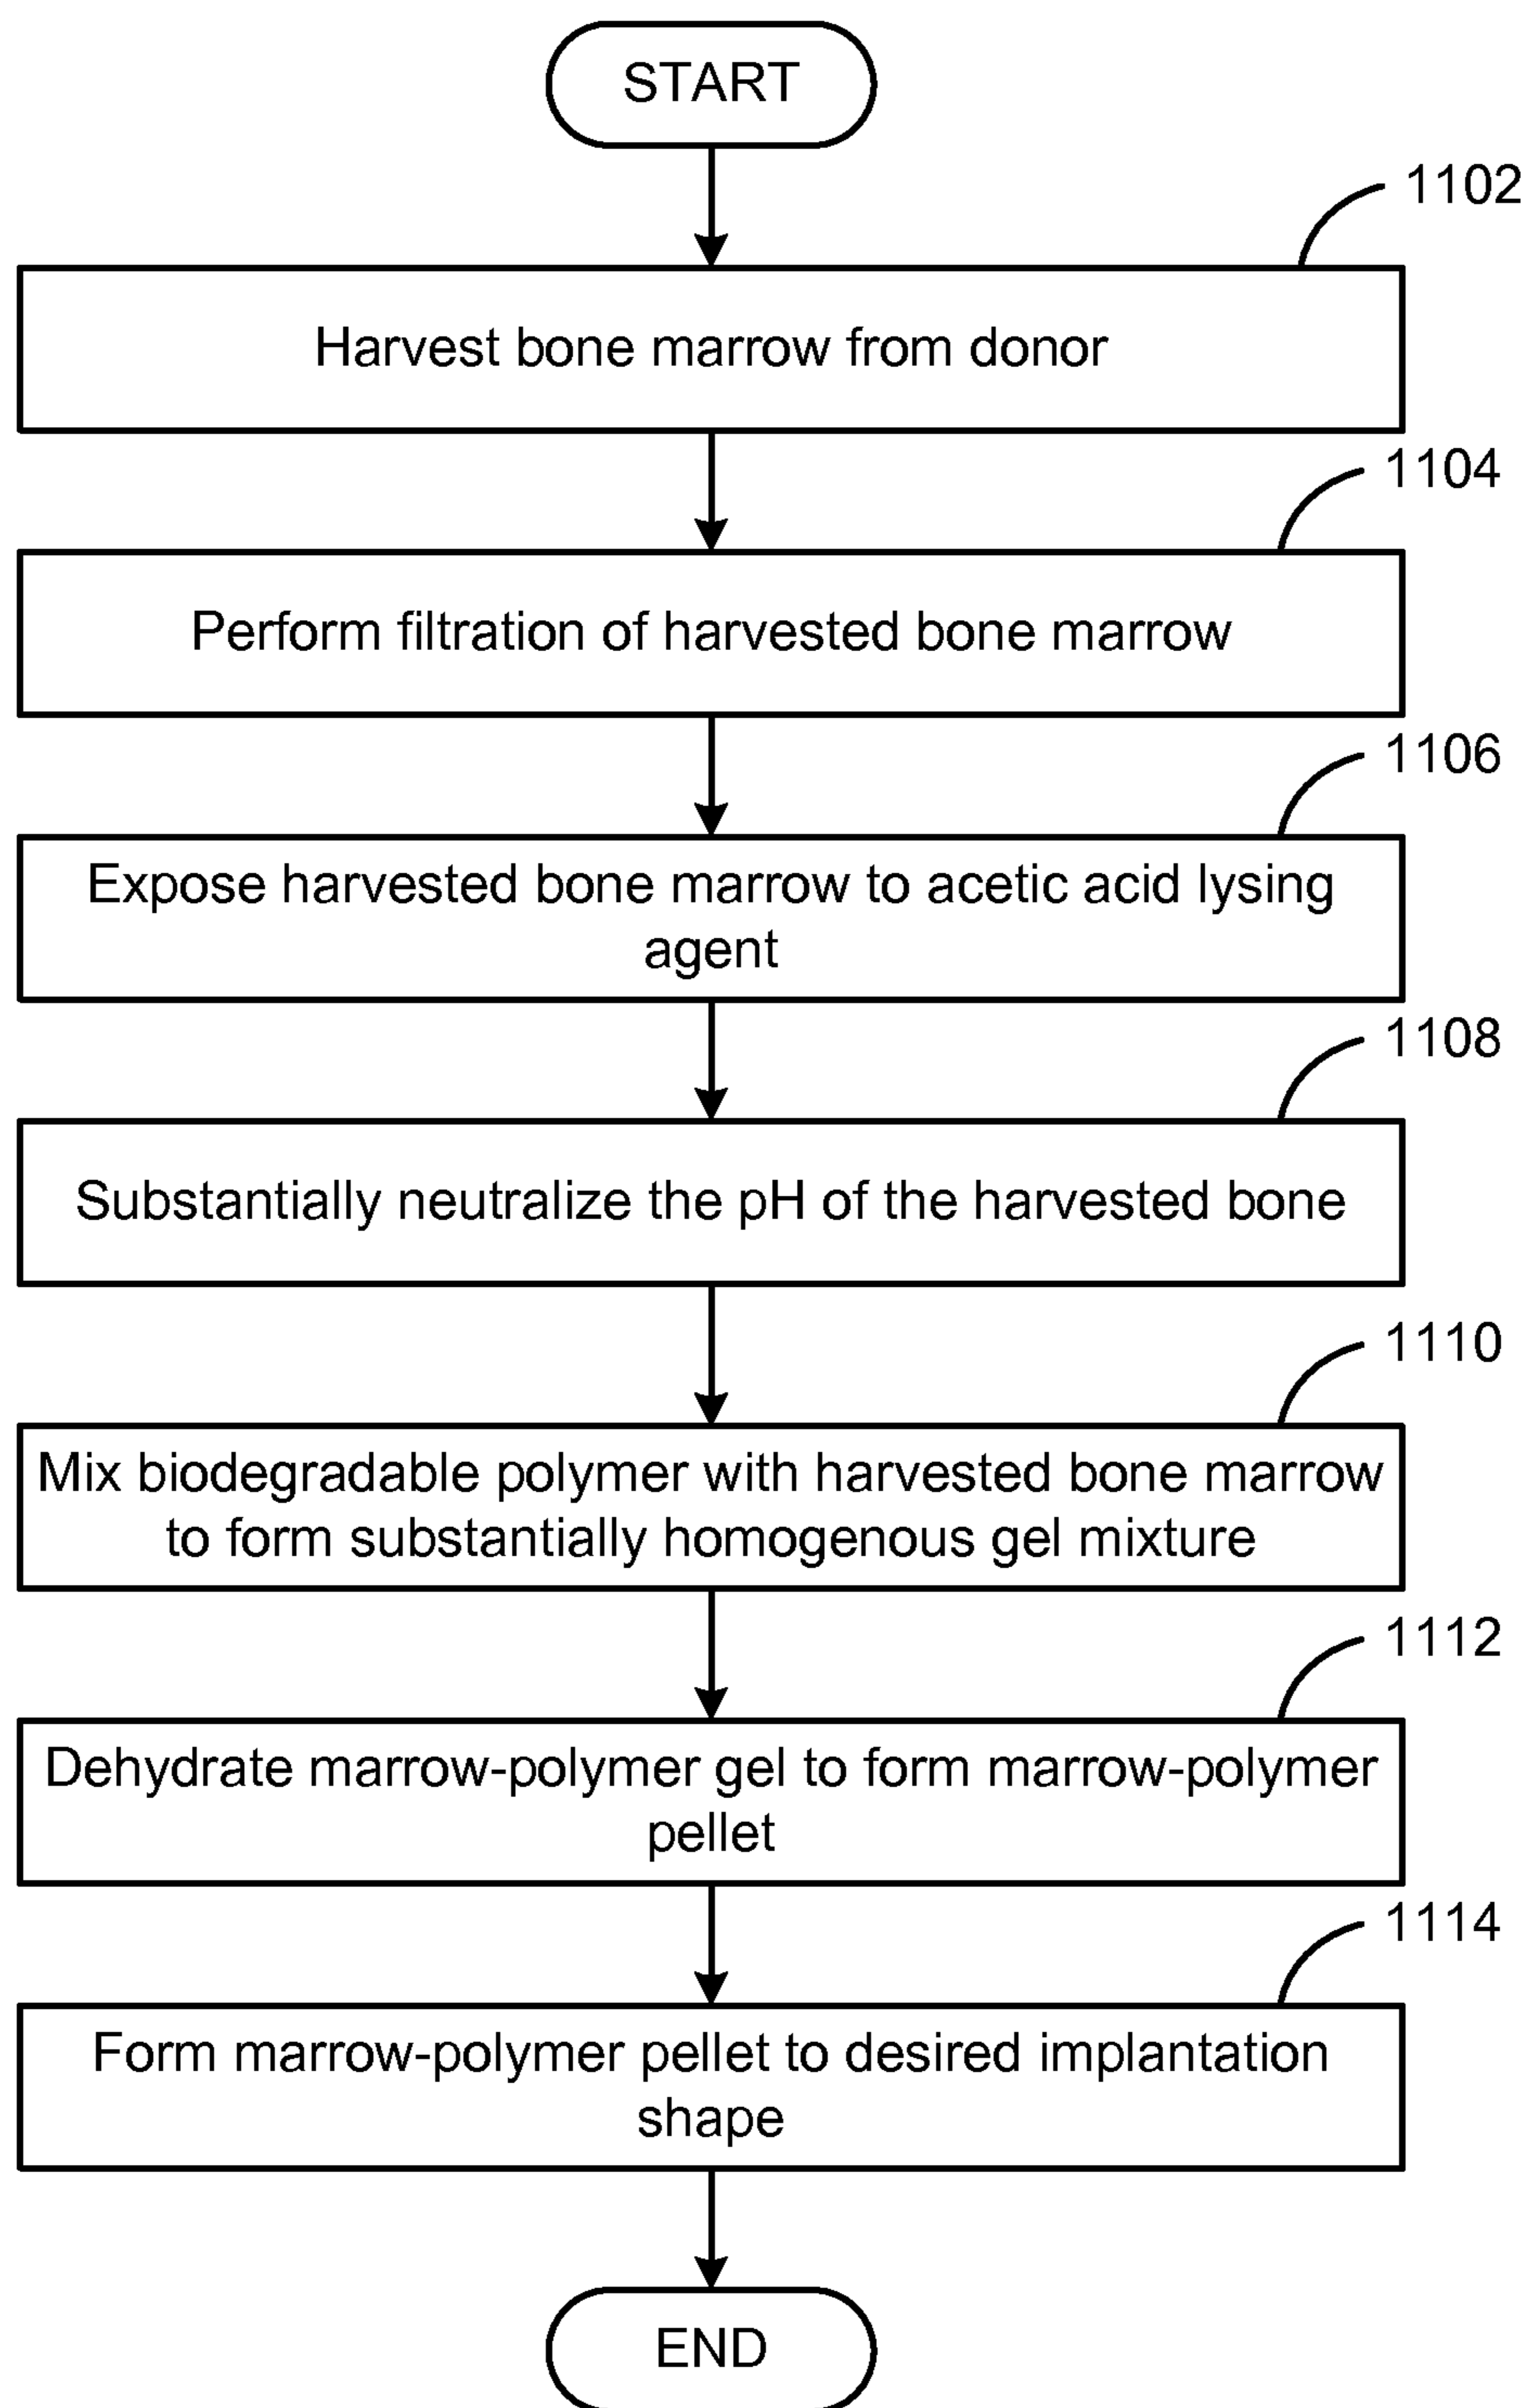 START
1102
Harvest bone marrow from donor
1104
Perform filtration of harvested bone marrow
1106
Expose harvested bone marrow to acetic acid lysing
agent
1108
Substantially neutralize the pH of the harvested bone
1110
Mix biodegradable polymer with harvested bone marrow
to form substantially homogenous gel mixture
1112
Dehydrate marrow-polymer gel to form marrow-polymer
pellet
1114
Form marrow-polymer pellet to desired implantation
shape
END